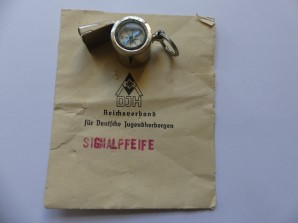 DJH
Reichsverband
für Deutsche Jugendherbergen
SIGNALPFEIFE